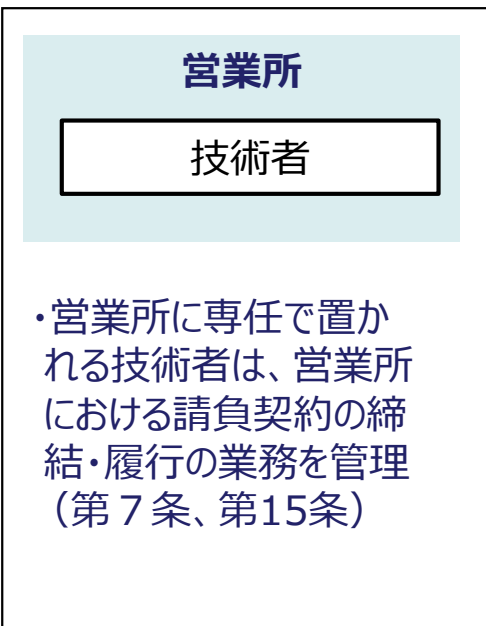 営業所
技術者
・営業所に専任で置か
れる技術者は、営業所
における請負契約の締
結・履行の業務を管理
（第７条、第15条）